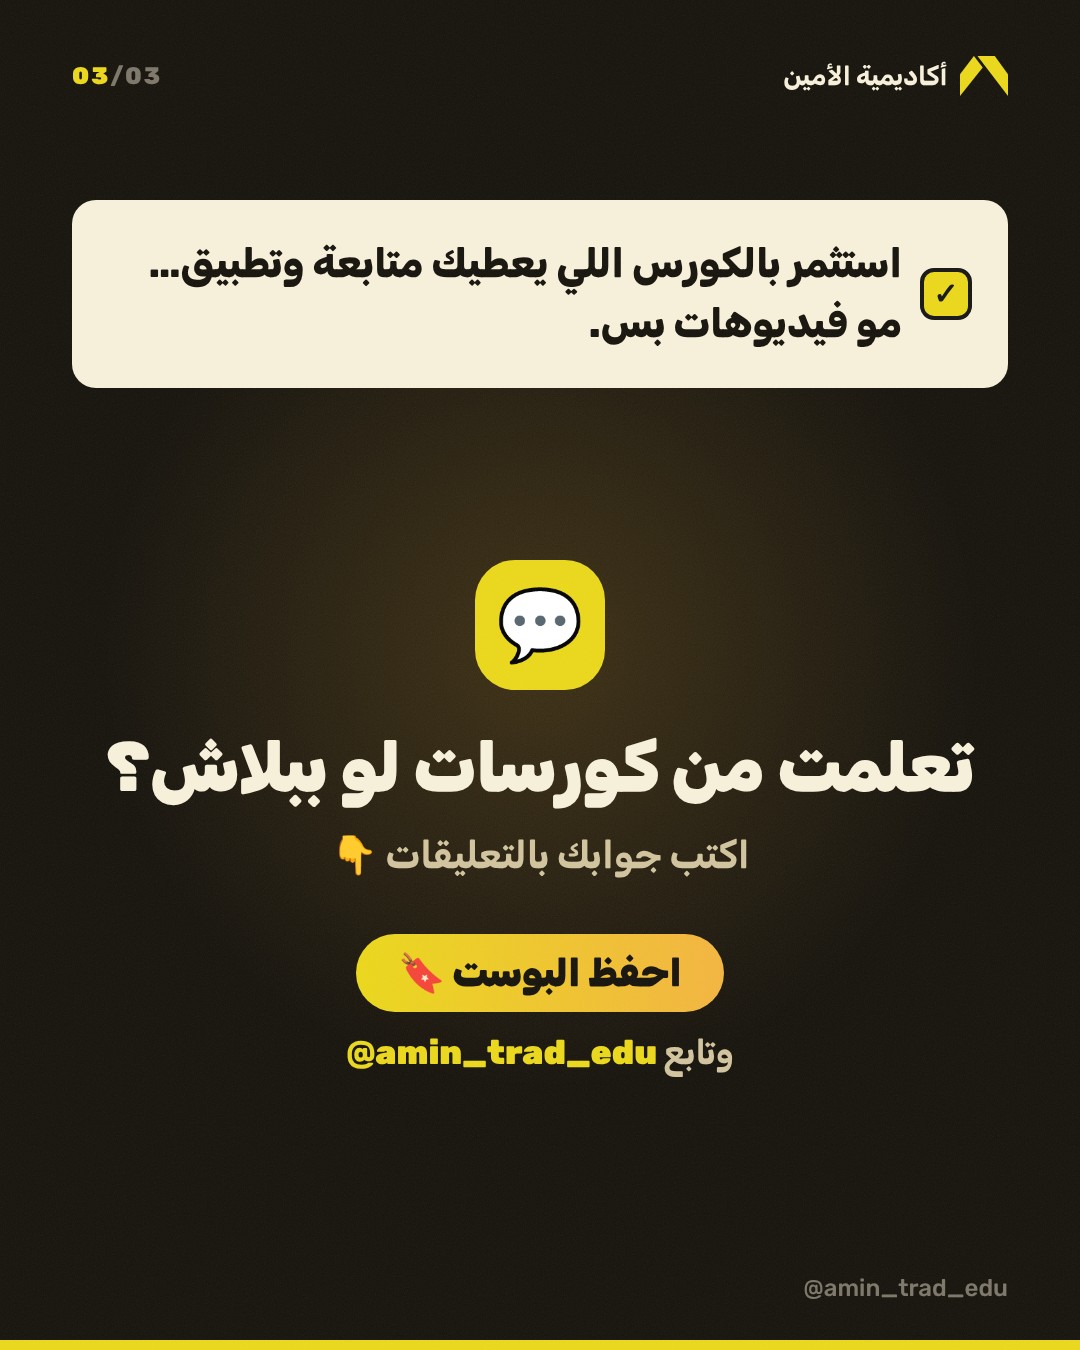 أكاديمية الأمين
03/03
استثمر بالكورس اللي يعطيك متابعة وتطبيق...
مو فيديوهات بس.
تعلمت من كورسات لو ببلاش؟
اكتب جوابك بالتعليقات 👇
احفظ البوست 🔖
وتابع @amin_trad_edu
@amin_trad_edu